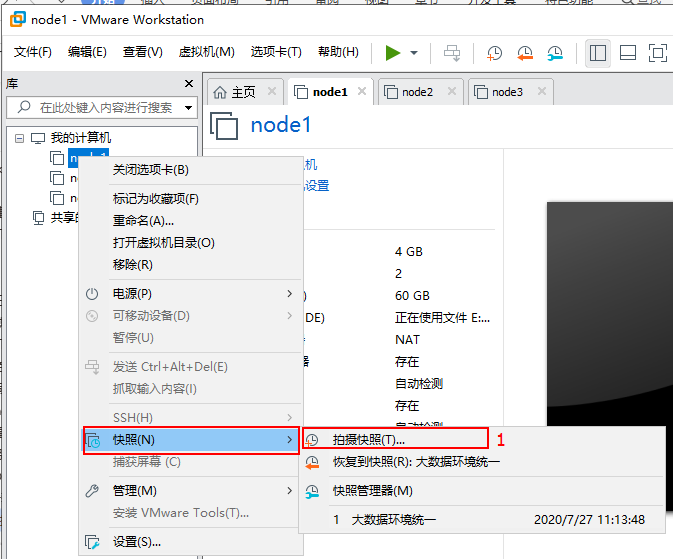 node1 - VMware Workstation
文件(F) 编辑(E) 查看(V) 虚拟机(M) 选项卡(T) 帮助(H)
库
在此处键入内容进行搜索
主页 node1 node2 node3
node1
我的计算机
关闭选项卡(B)
标记为收藏项(F)
重命名(A)...
打开虚拟机目录(O)
移除(R)
共享的
电源(P)
可移动设备(D)
暂停(U)
发送 Ctrl+Alt+Del(E)
抓取输入内容(I)
SSH(H)
快照(N)
捕获屏幕 (C)
管理(M)
安装 VMware Tools(T)...
设置(S)...
设置
4 GB
2
60 GB
DE) 正在使用文件 E:...
NAT
存在
自动检测
存在
自动检测
拍摄快照(T)... 1
恢复到快照(R): 大数据环境统一
快照管理器(M)
1 大数据环境统一 2020/7/27 11:13:48